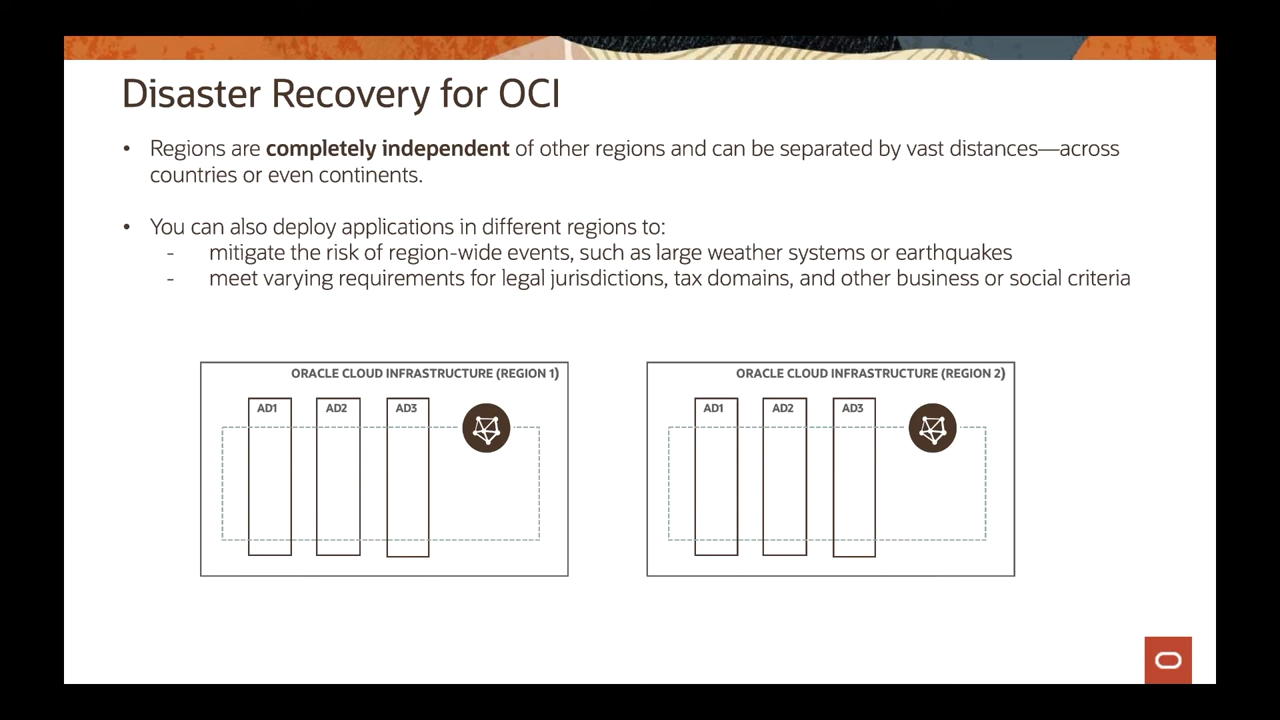 Disaster Recovery for OCI
• Regions are completely independent of other regions and can be separated by vast distances—across
countries or even continents.
• You can also deploy applications in different regions to:
- mitigate the risk of region-wide events, such as large weather systems or earthquakes
- meet varying requirements for legal jurisdictions, tax domains, and other business or social criteria
ORACLE CLOUD INFRASTRUCTURE (REGION 1)
AD1 AD2 AD3
ORACLE CLOUD INFRASTRUCTURE (REGION 2)
AD1 AD2 AD3